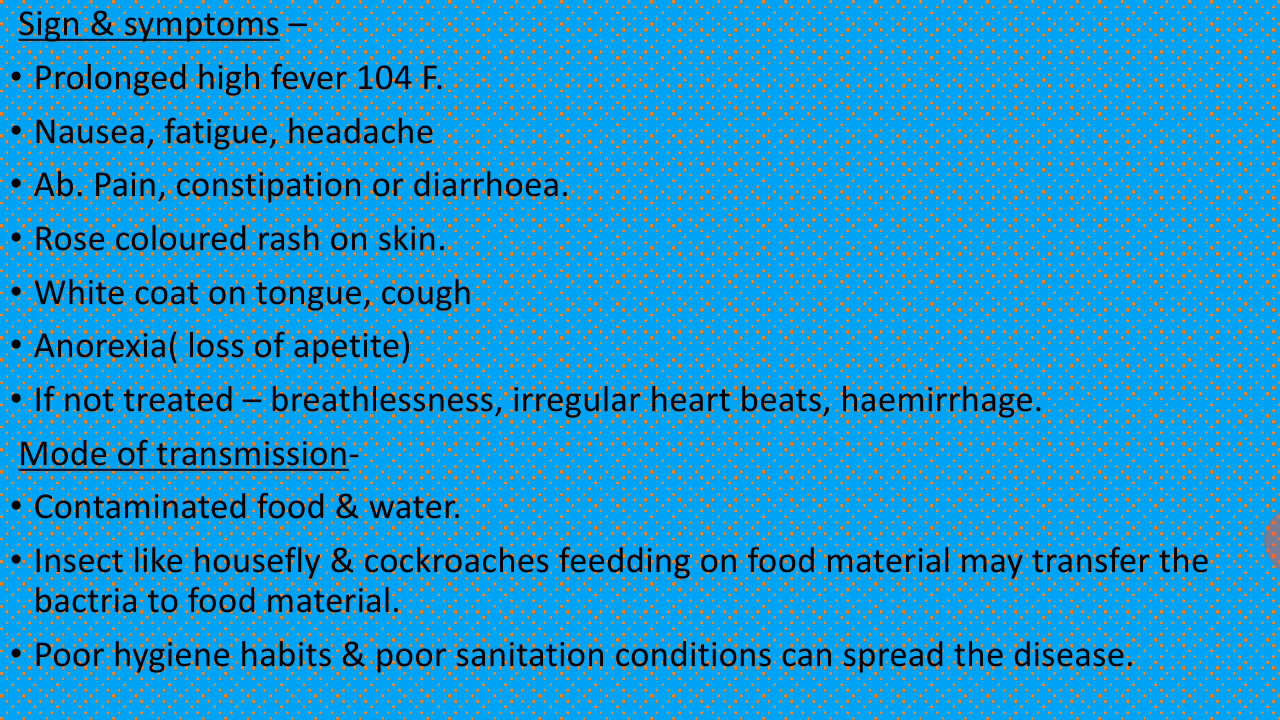 Sign & symptoms –
• Prolonged high fever 104 F.
• Nausea, fatigue, headache
• Ab. Pain, constipation or diarrhoea.
• Rose coloured rash on skin.
• White coat on tongue, cough
• Anorexia( loss of apetite)
• If not treated – breathlessness, irregular heart beats, haemirrhage.
Mode of transmission-
• Contaminated food & water.
• Insect like housefly & cockroaches feedding on food material may transfer the
bactria to food material.
• Poor hygiene habits & poor sanitation conditions can spread the disease.